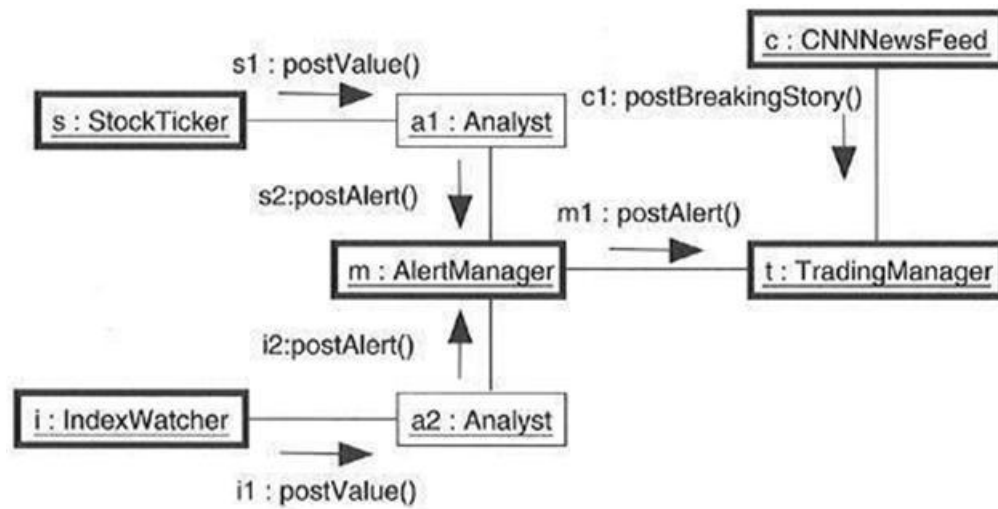 c : CNNNewsFeed
s1 : postValue()
c1: postBreakingStory()
s : StockTicker
a1 : Analyst
s2:postAlert()
m1 : postAlert()
m : AlertManager
t : TradingManager
i2:postAlert()
i : IndexWatcher
a2 : Analyst
i1 : postValue()